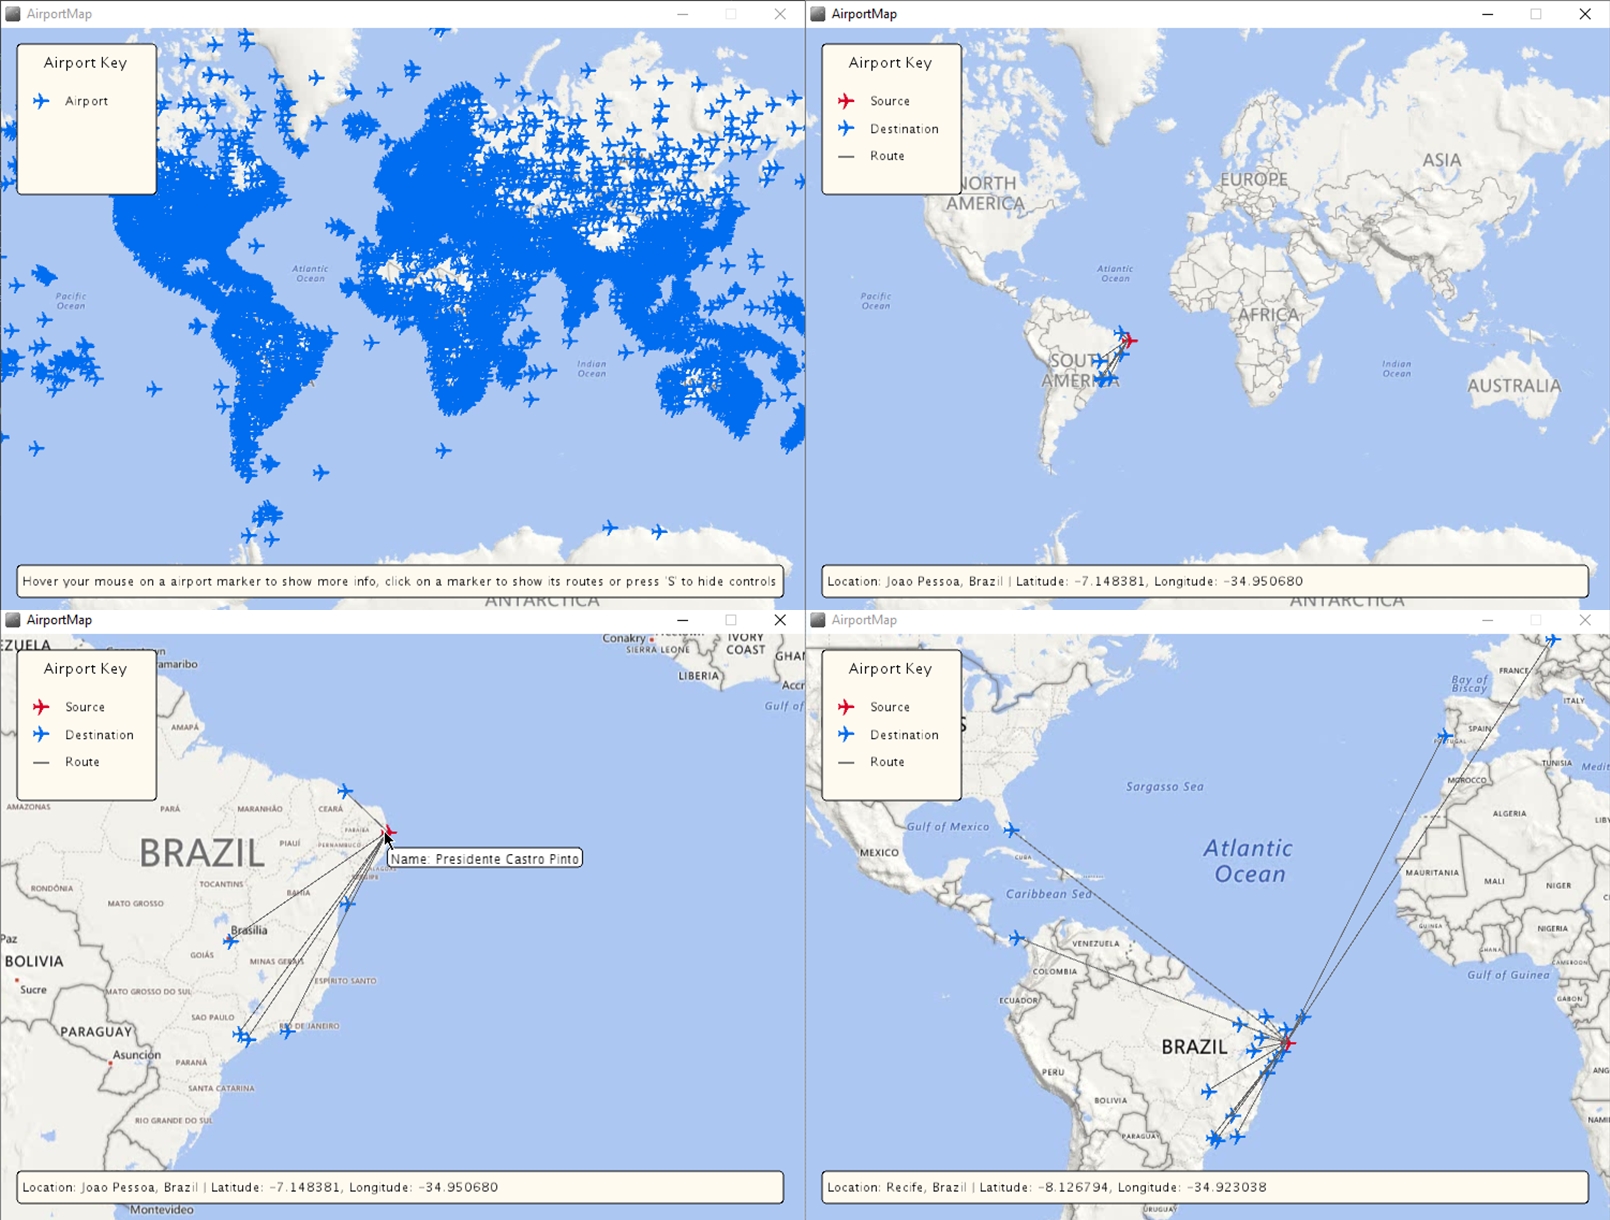 AirportMap
Airport Key
Airport
Atlantic
Ocean
Pacific
Ocean
Indian
Ocean
Hover your mouse on a airport marker to show more info, click on a marker to show its routes or press 'S' to hide controls
ANTARCTICA
AirportMap
Airport Key
Source
Destination
Route
NORTH
AMERICA
EUROPE
ASIA
Atlantic
Ocean
Pacific
Ocean
AFRICA
SOUTH
AMERICA
Indian
Ocean
AUSTRALIA
Location: Joao Pessoa, Brazil | Latitude: -7.148381, Longitude: -34.950680
ANTARCTICA
AirportMap
EZUELA
Conakry
SIERRA LEONE
IVORY
COAST
GHAN
LIBERIA
Accr
Gulf of
aramaribo
Airport Key
Source
Destination
Route
AMAPÁ
AMAZONAS
PARÁ
MARANHÃO
CEARÁ
PARAÍBA
PIAUÍ
PERNAMBUCO
BRAZIL
Name: Presidente Castro Pinto
RONDÔNIA
TOCANTINS
BAHIA
MATO GROSSO
Brasília
Paz
BOLIVIA
GOIÁS
MINAS GERAIS
Sucre
MATO GROSSO DO SUL
ESPÍRITO SANTO
SAO PAULO
RIO DE JANEIRO
PARAGUAY
Asuncion
PARANÁ
SANTA CATARINA
RIO GRANDE DO SUL
Location: Joao Pessoa, Brazil | Latitude: -7.148381, Longitude: -34.950680
Montevideo
AirportMap
Airport Key
Source
Destination
Route
S
FRANCE
Bay of
Biscay
ITALY
SPAIN
PORTUGAL
TUNISIA
Medit
MOROCCO
Sargasso Sea
ALGERIA
LIBY
Gulf of Mexico
MEXICO
CUBA
Atlantic
Ocean
Caribbean Sea
MAURITANIA
MALI
NIGER
GUINEA
NIGERIA
GHANA
CAMEROON
VENEZUELA
COLOMBIA
Gulf of Guinea
ECUADOR
GABON
BRAZIL
PERU
ANG
BOLIVIA
NAMI
PARAGUAY
Location: Recife, Brazil | Latitude: -8.126794, Longitude: -34.923038
URUGUAY